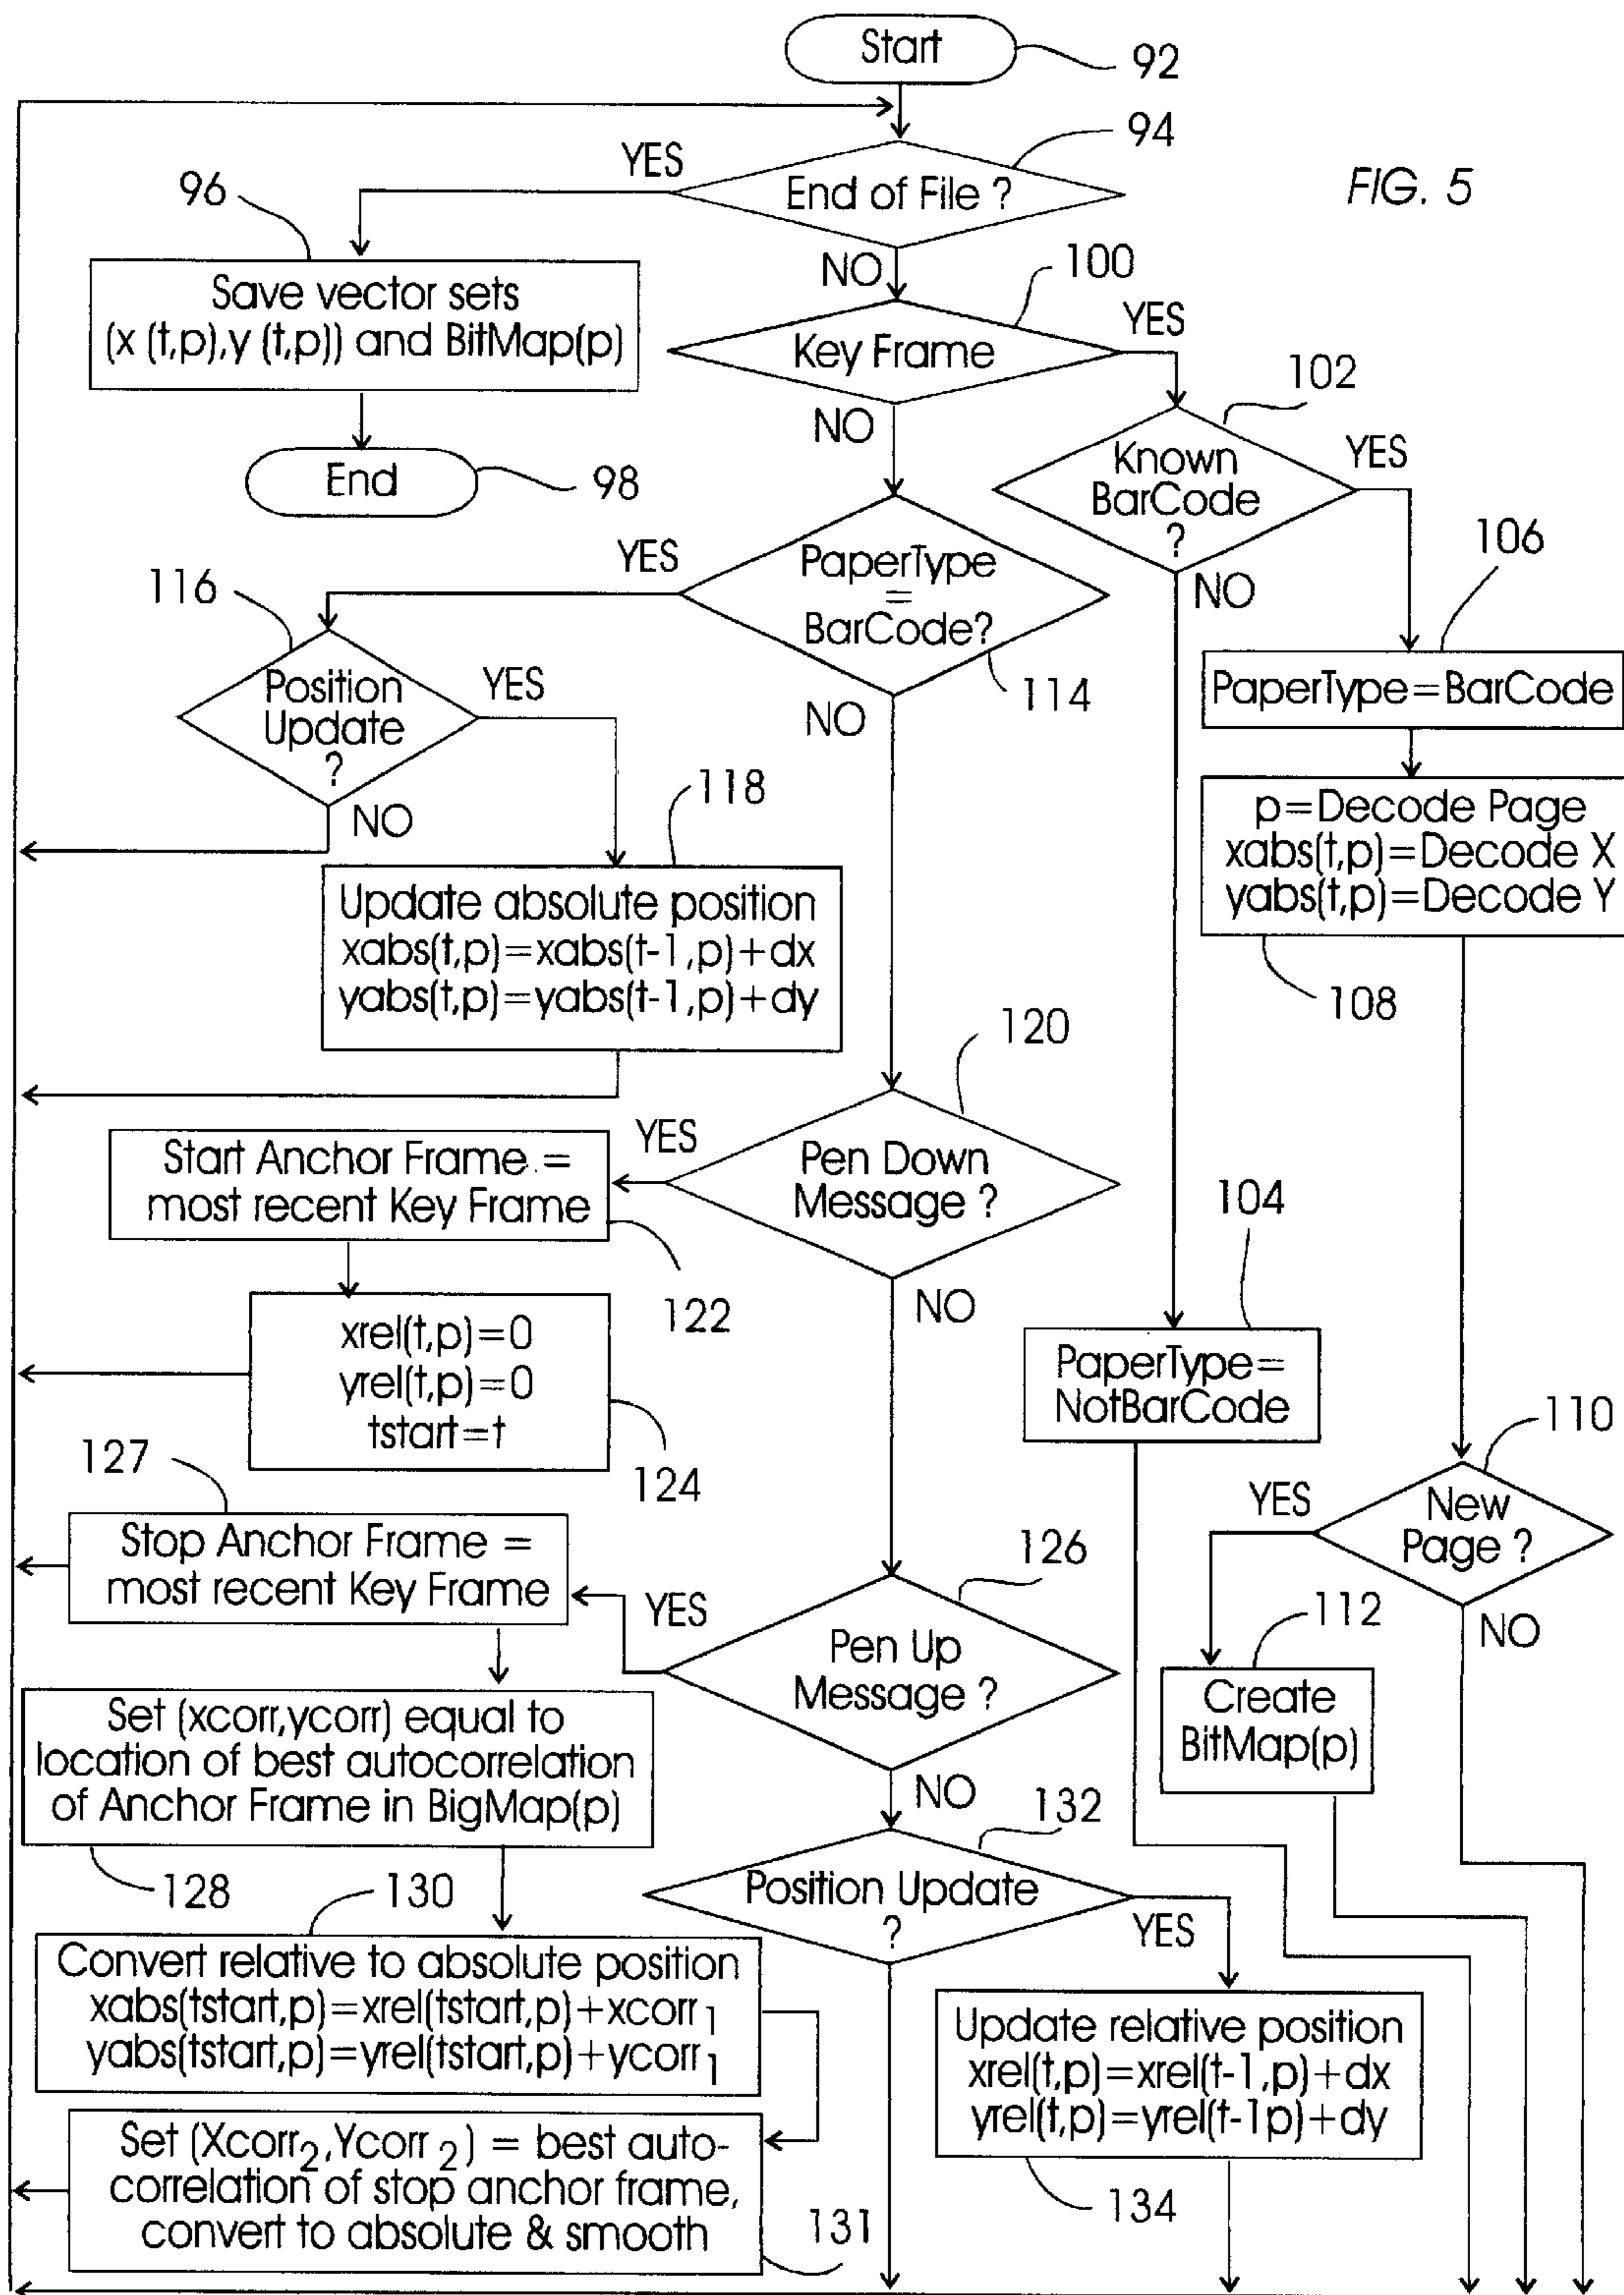 Start
92
94
YES
End of File ?
FIG. 5
96
NO
100
Save vector sets
(x (t,p),y (t,p)) and BitMap(p)
YES
Key Frame
102
NO
End
98
Known
BarCode
?
YES
106
YES
PaperType
=
BarCode?
NO
116
114
PaperType=BarCode
Position
Update
?
YES
NO
118
NO
p=Decode Page
xabs(t,p)=Decode X
yabs(t,p)=Decode Y
108
Update absolute position
xabs(t,p)=xabs(t-1,p)+dx
yabs(t,p)=yabs(t-1,p)+dy
120
YES
Start Anchor Frame =
most recent Key Frame
Pen Down
Message ?
104
122
NO
xrel(t,p)=0
yrel(t,p)=0
tstart=t
PaperType=
NotBarCode
110
127
124
YES
New
Page ?
Stop Anchor Frame =
most recent Key Frame
126
YES
112
NO
Pen Up
Message ?
Create
BitMap(p)
Set (xcorr,ycorr) equal to
location of best autocorrelation
of Anchor Frame in BigMap(p)
NO
132
128
130
Position Update
?
YES
Convert relative to absolute position
xabs(tstart,p)=xrel(tstart,p)+xcorr1
yabs(tstart,p)=yrel(tstart,p)+ycorr1
Update relative position
xrel(t,p)=xrel(t-1,p)+dx
yrel(t,p)=yrel(t-1p)+dy
Set (Xcorr2,Ycorr2) = best auto-
correlation of stop anchor frame,
convert to absolute & smooth
134
131